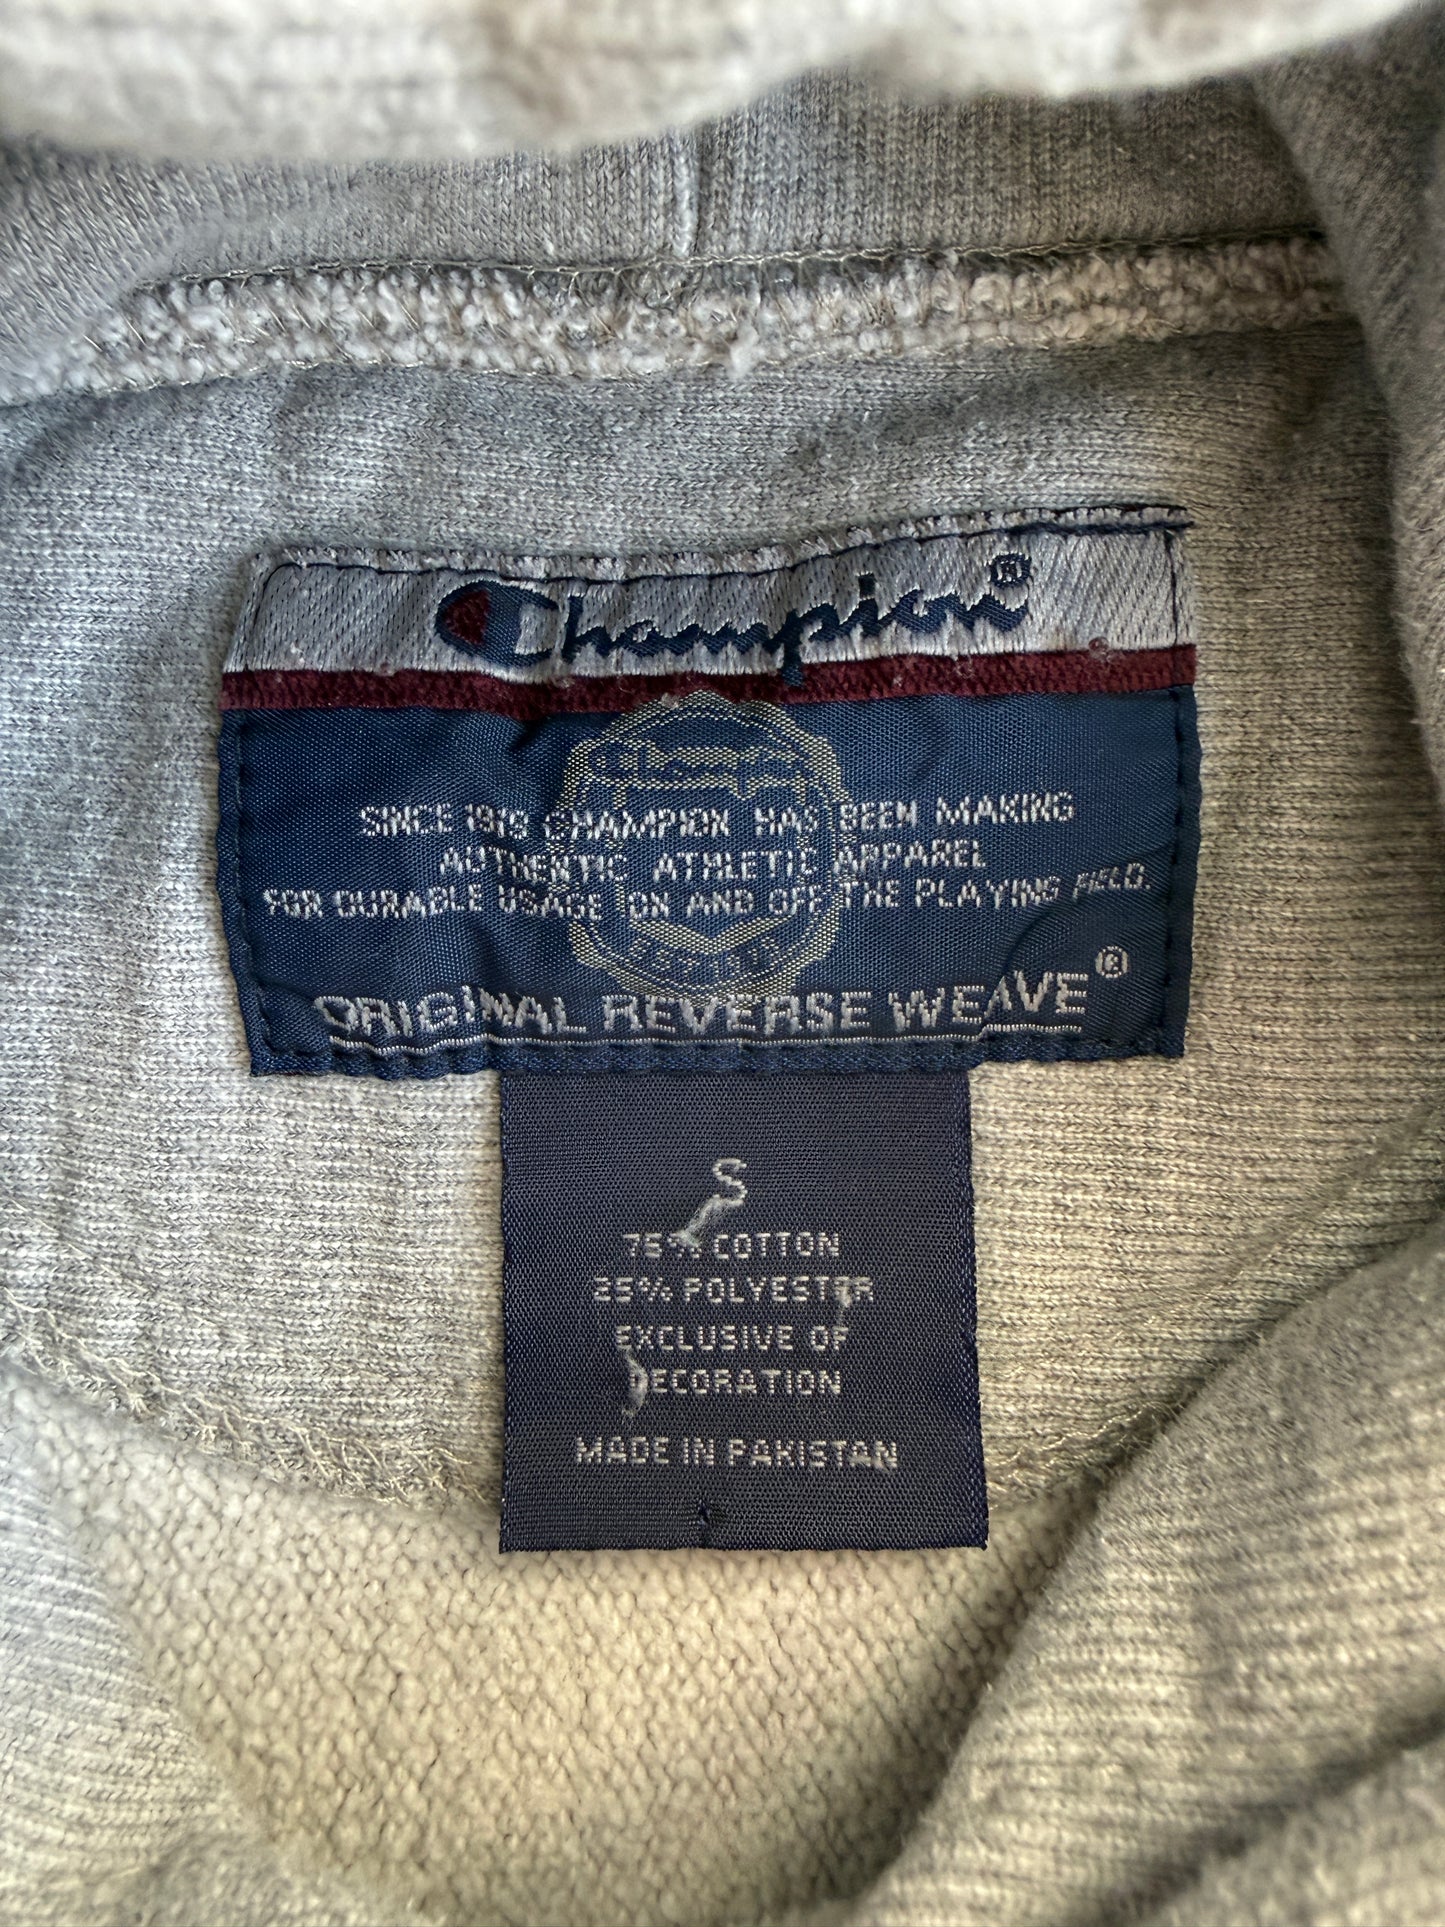 Champion®
Champion
SINCE 1919 CHAMPION HAS BEEN MAKING
AUTHENTIC ATHLETIC APPAREL
FOR DURABLE USAGE ON AND OFF THE PLAYING FIELD.
ORIGINAL REVERSE WEAVE®
S
75% COTTON
25% POLYESTER
EXCLUSIVE OF
DECORATION
MADE IN PAKISTAN